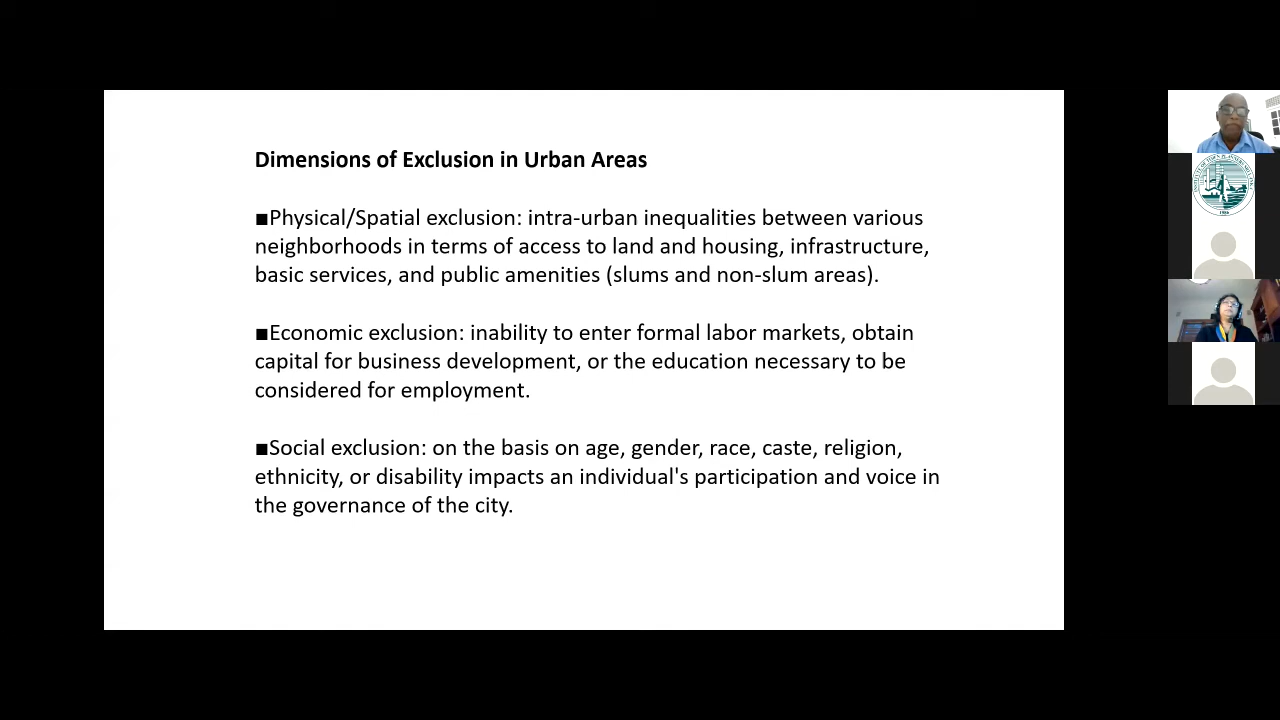 Dimensions of Exclusion in Urban Areas
■Physical/Spatial exclusion: intra-urban inequalities between various
neighborhoods in terms of access to land and housing, infrastructure,
basic services, and public amenities (slums and non-slum areas).
■Economic exclusion: inability to enter formal labor markets, obtain
capital for business development, or the education necessary to be
considered for employment.
■Social exclusion: on the basis on age, gender, race, caste, religion,
ethnicity, or disability impacts an individual's participation and voice in
the governance of the city.
1986